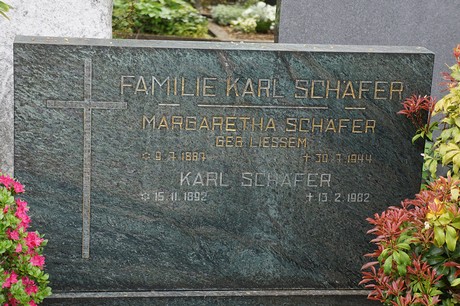 FAMILIE KARL SCHÄFER
MARGARETHA SCHÄFER
GEB. LIESSEM
☆ 9.7.1887 † 30.7.1944
KARL SCHÄFER
☆ 15.11.1892 † 13.2.1982